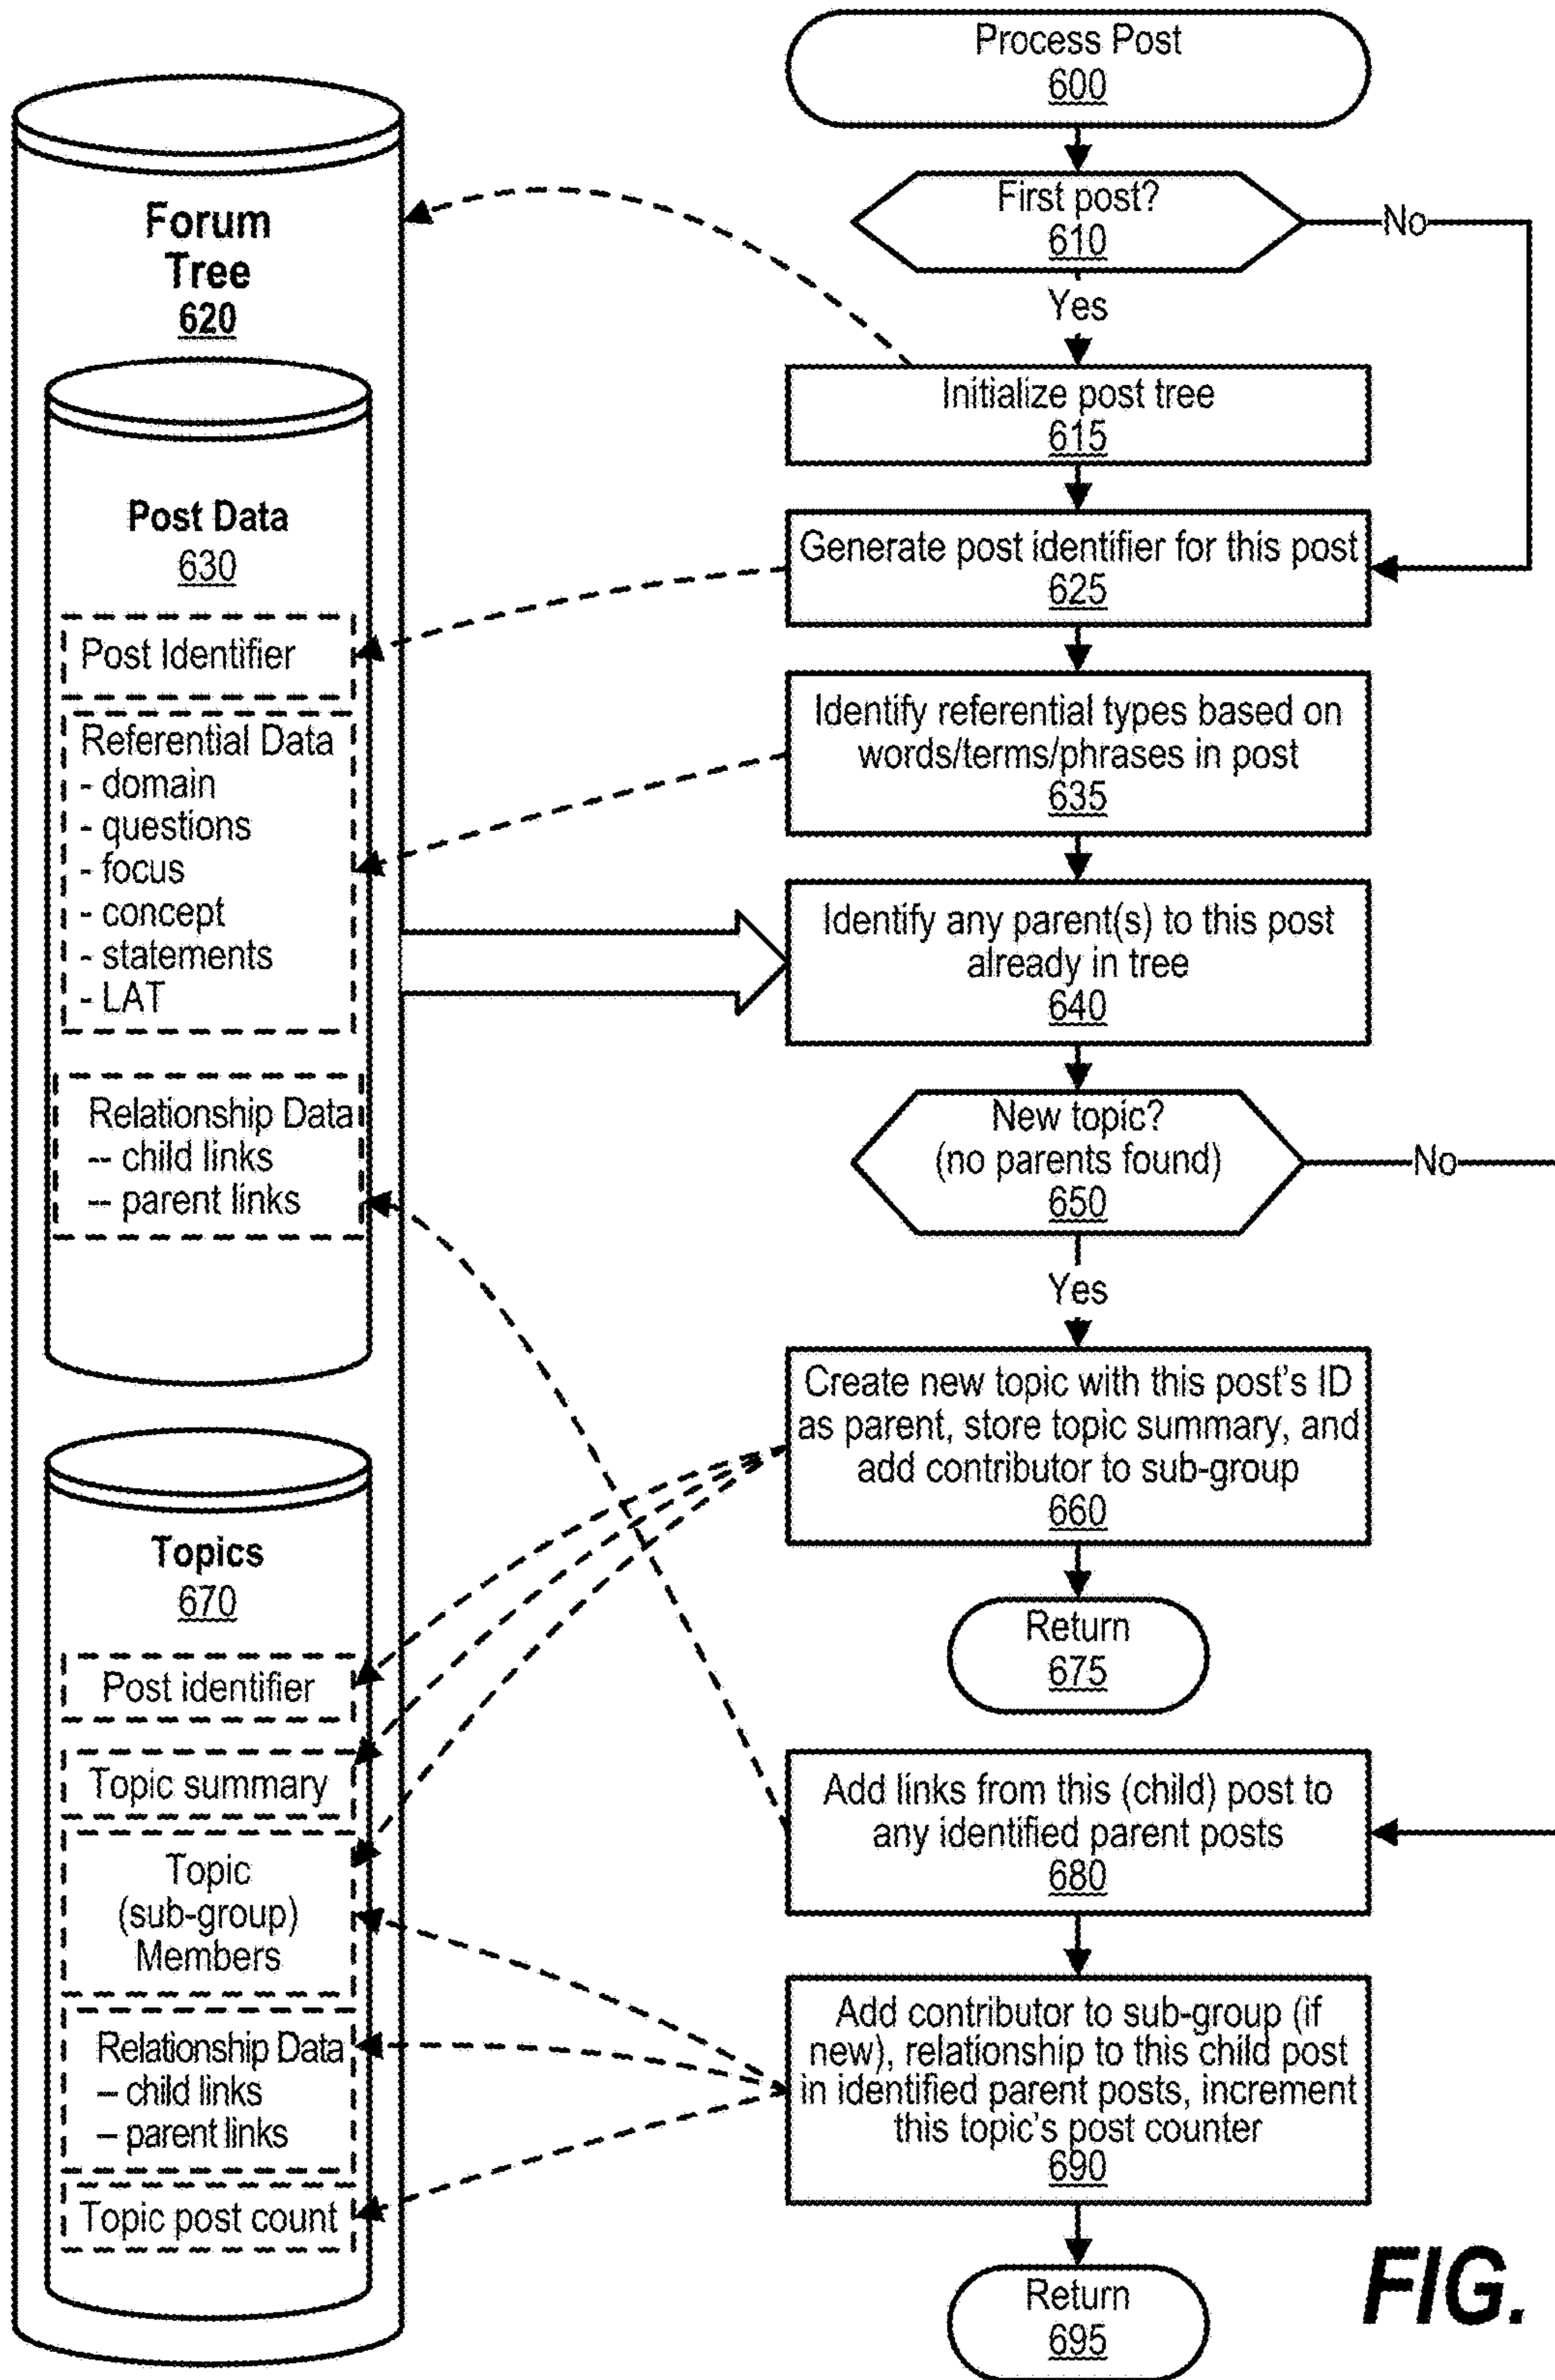 Process Post
600
First post?
610
No
Yes
Initialize post tree
615
Generate post identifier for this post
625
Identify referential types based on
words/terms/phrases in post
635
Identify any parent(s) to this post
already in tree
640
New topic?
(no parents found)
650
No
Yes
Create new topic with this post's ID
as parent, store topic summary, and
add contributor to sub-group
660
Return
675
Add links from this (child) post to
any identified parent posts
680
Add contributor to sub-group (if
new), relationship to this child post
in identified parent posts, increment
this topic's post counter
690
Return
695
Forum
Tree
620
Post Data
630
Post Identifier
Referential Data
- domain
- questions
- focus
- concept
- statements
- LAT
Relationship Data
-- child links
-- parent links
Topics
670
Post identifier
Topic summary
Topic
(sub-group)
Members
Relationship Data
– child links
– parent links
Topic post count
FIG.